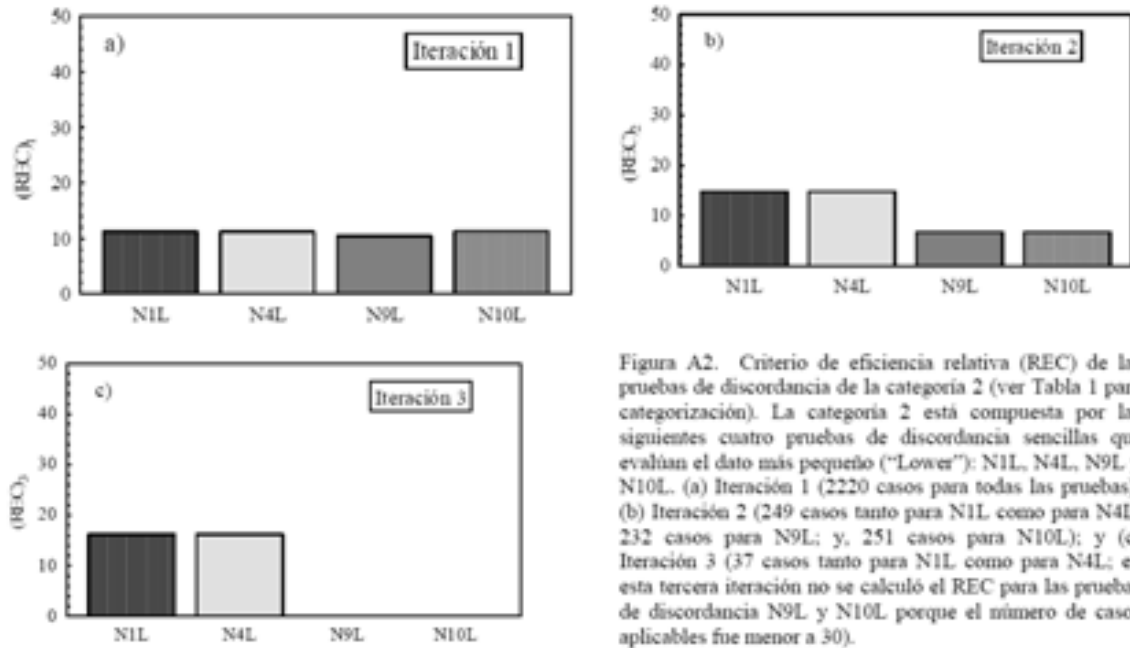 a)
Iteración 1
(REC)1
50
40
30
20
10
0
N1L N4L N9L N10L
b)
Iteración 2
(REC)2
50
40
30
20
10
0
N1L N4L N9L N10L
c)
Iteración 3
(REC)3
50
40
30
20
10
0
N1L N4L N9L N10L
Figura A2. Criterio de eficiencia relativa (REC) de la
pruebas de discordancia de la categoría 2 (ver Tabla 1 par
categorización). La categoría 2 está compuesta por la
siguientes cuatro pruebas de discordancia sencillas qu
evalúan el dato más pequeño ("Lower"): N1L, N4L, N9L
N10L. (a) Iteración 1 (2220 casos para todas las pruebas)
(b) Iteración 2 (249 casos tanto para N1L como para N4L
232 casos para N9L; y, 251 casos para N10L); y (c
Iteración 3 (37 casos tanto para N1L como para N4L; e
esta tercera iteración no se calculó el REC para las prueba
de discordancia N9L y N10L porque el número de caso
aplicables fue menor a 30).